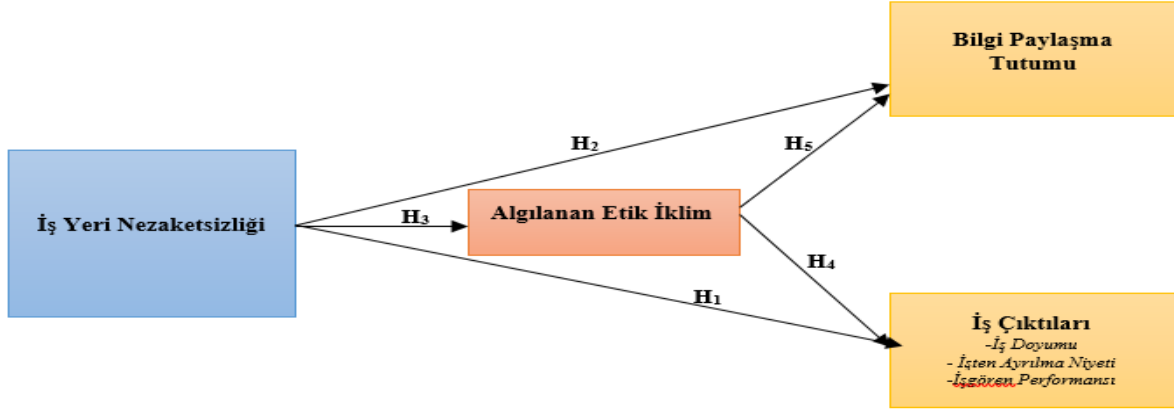 Bilgi Paylaşma
Tutumu
H₂
H₅
İş Yeri Nezaketsizliği
H₃
Algılanan Etik İklim
H₄
H₁
İş Çıktıları
-İş Doyumu
- İşten Ayrılma Niyeti
-İşgören Performansı